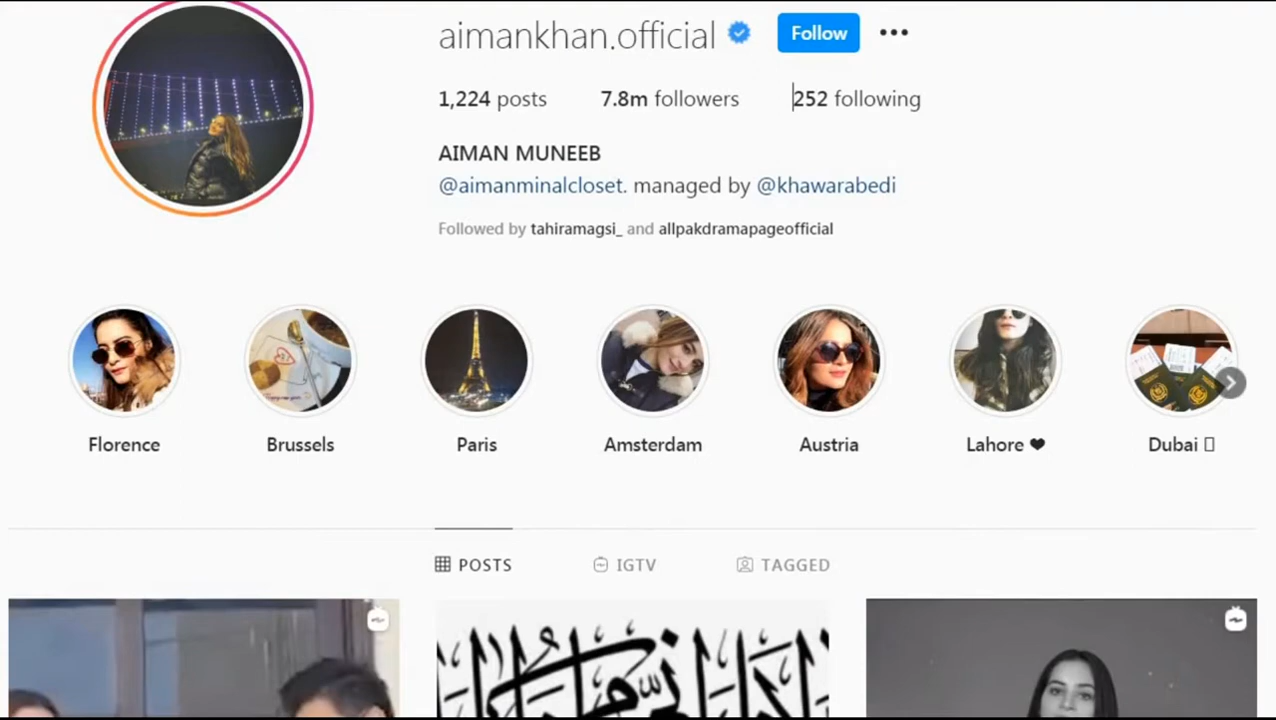 aimankhan.official Follow
1,224 posts 7.8m followers 252 following
AIMAN MUNEEB
@aimanminalcloset. managed by @khawarabedi
Followed by tahiramagsi_ and allpakdramapageofficial
Florence Brussels Paris Amsterdam Austria Lahore ❤ Dubai
POSTS IGTV TAGGED